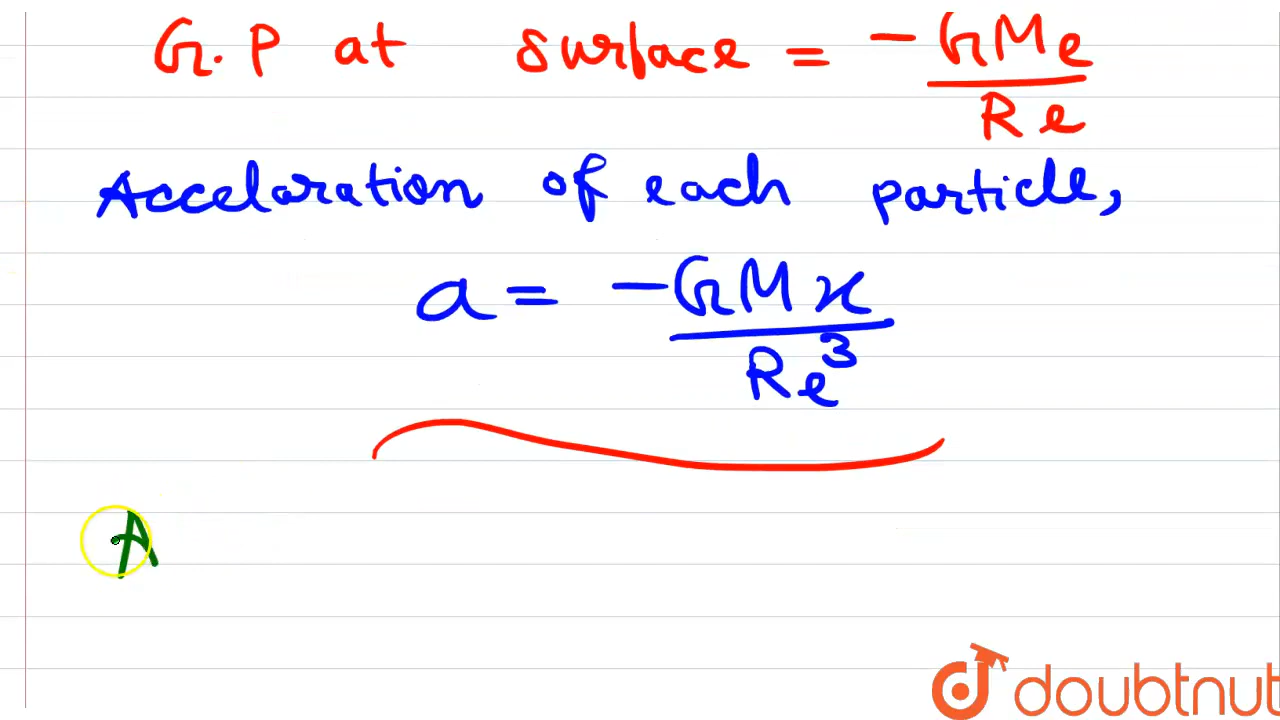 G.P at surface = -GMe/Re
Acceleration of each particle,
a = -GMx/Re³
A
doubtnut